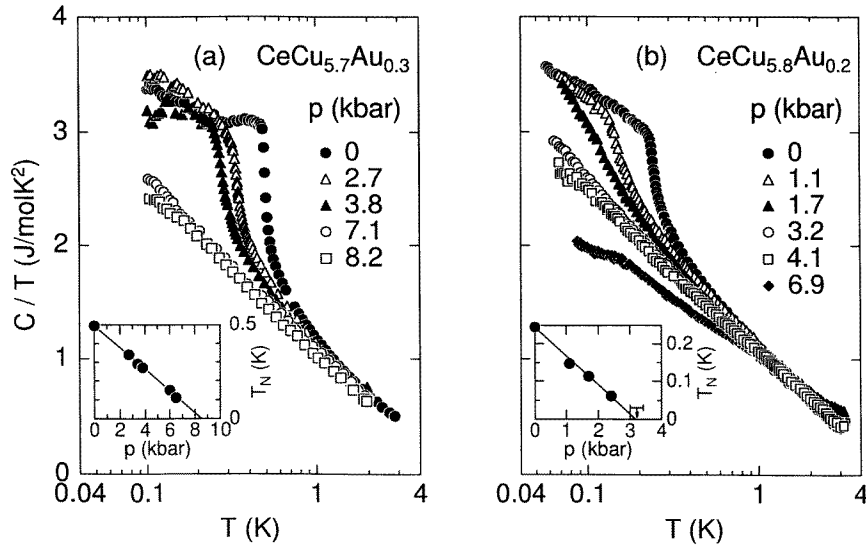 4
3
2
1
0
C / T (J/molK²)
(a) CeCu₅.₇Au₀.₃
p (kbar)
0
2.7
3.8
7.1
8.2
0.5
0
T_N (K)
0 2 4 6 8 10
p (kbar)
0.04 0.1 1 4
T (K)
(b) CeCu₅.₈Au₀.₂
p (kbar)
0
1.1
1.7
3.2
4.1
6.9
0.2
0.1
0
T_N (K)
0 1 2 3 4
p (kbar)
0.04 0.1 1 4
T (K)